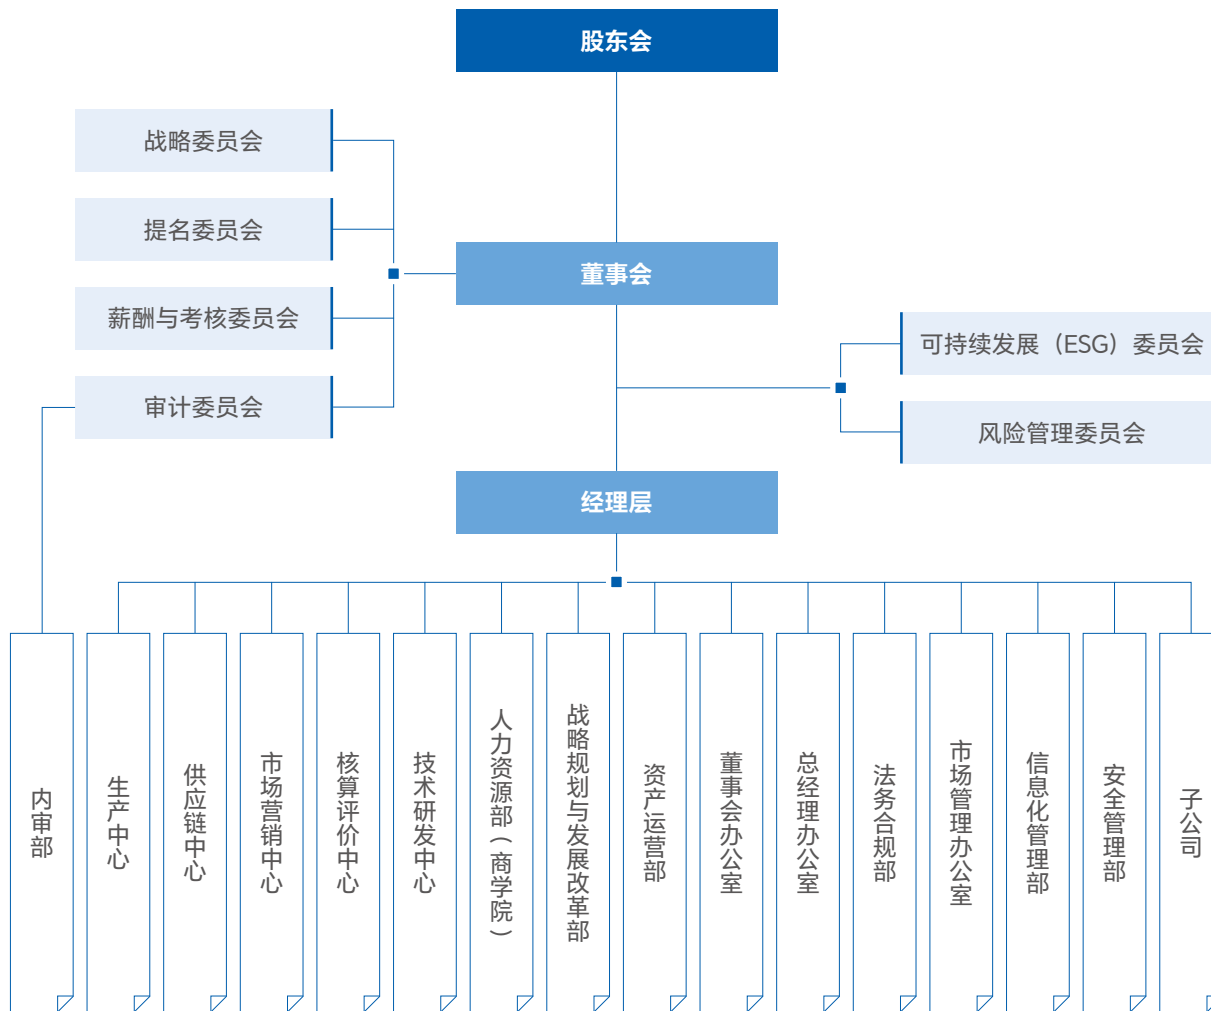 股东会
战略委员会
提名委员会
董事会
薪酬与考核委员会
可持续发展（ESG）委员会
审计委员会
风险管理委员会
经理层
内审部
生产中心
供应链中心
市场营销中心
核算评价中心
技术研发中心
人力资源部（商学院）
战略规划与发展改革部
资产运营部
董事会办公室
总经理办公室
法务合规部
市场管理办公室
信息化管理部
安全管理部
子公司